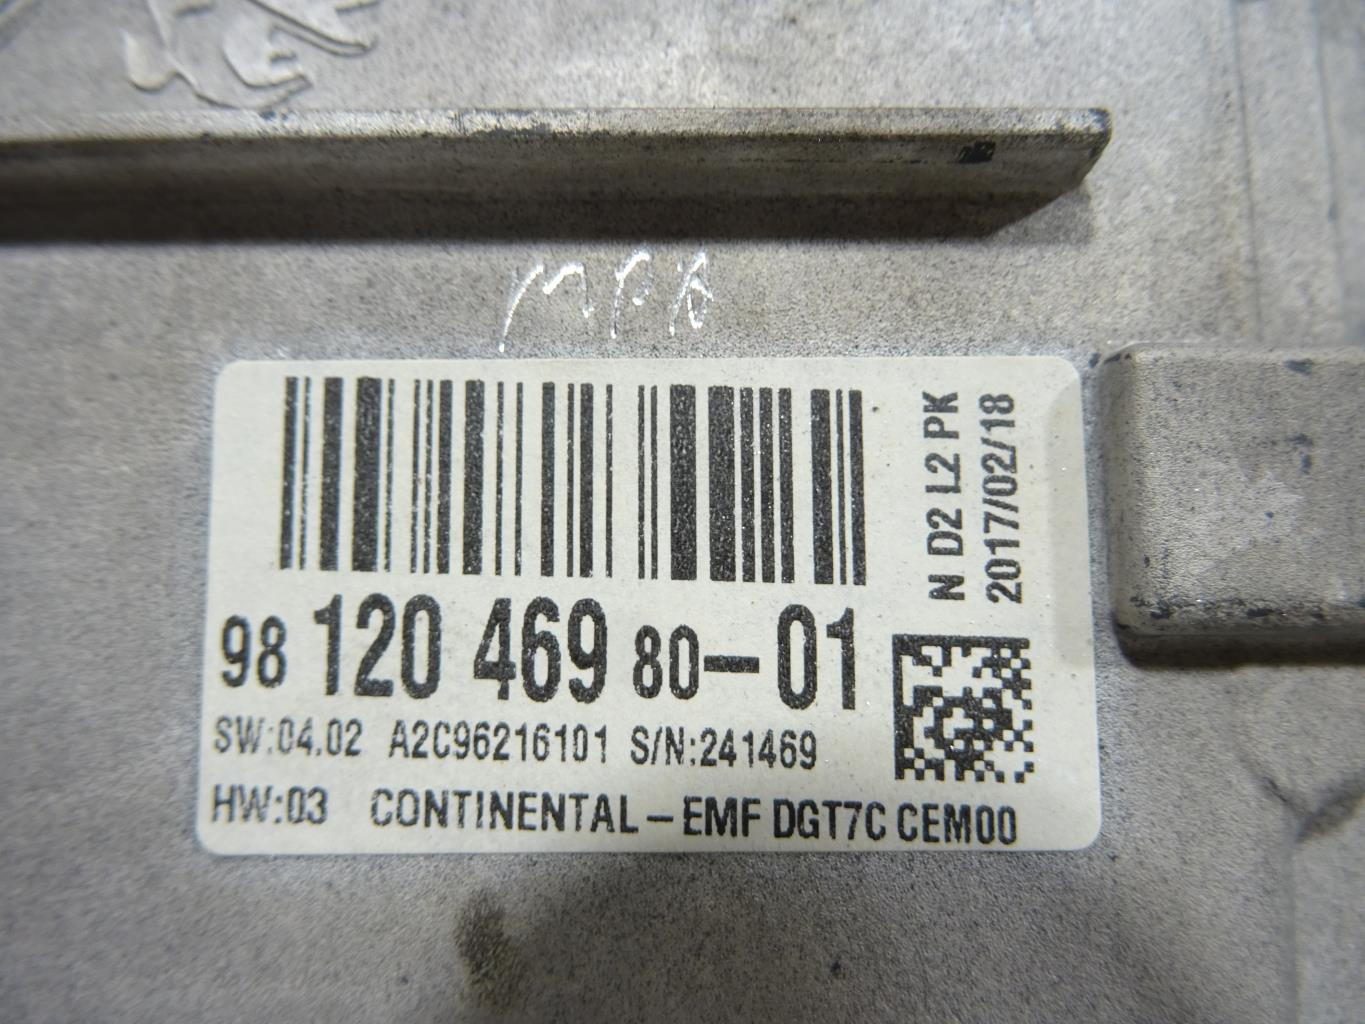 MPA
N D2 L2 PK
2017/02/18
98 120 469 80-01
SW:04.02 A2C96216101 S/N:241469
HW:03 CONTINENTAL-EMF DGT7C CEM00